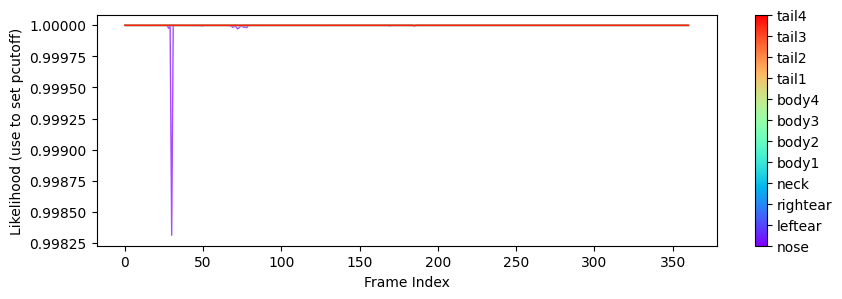 Likelihood (use to set pcutoff)
1.00000
0.99975
0.99950
0.99925
0.99900
0.99875
0.99850
0.99825
0 50 100 150 200 250 300 350
Frame Index
tail4
tail3
tail2
tail1
body4
body3
body2
body1
neck
rightear
leftear
nose